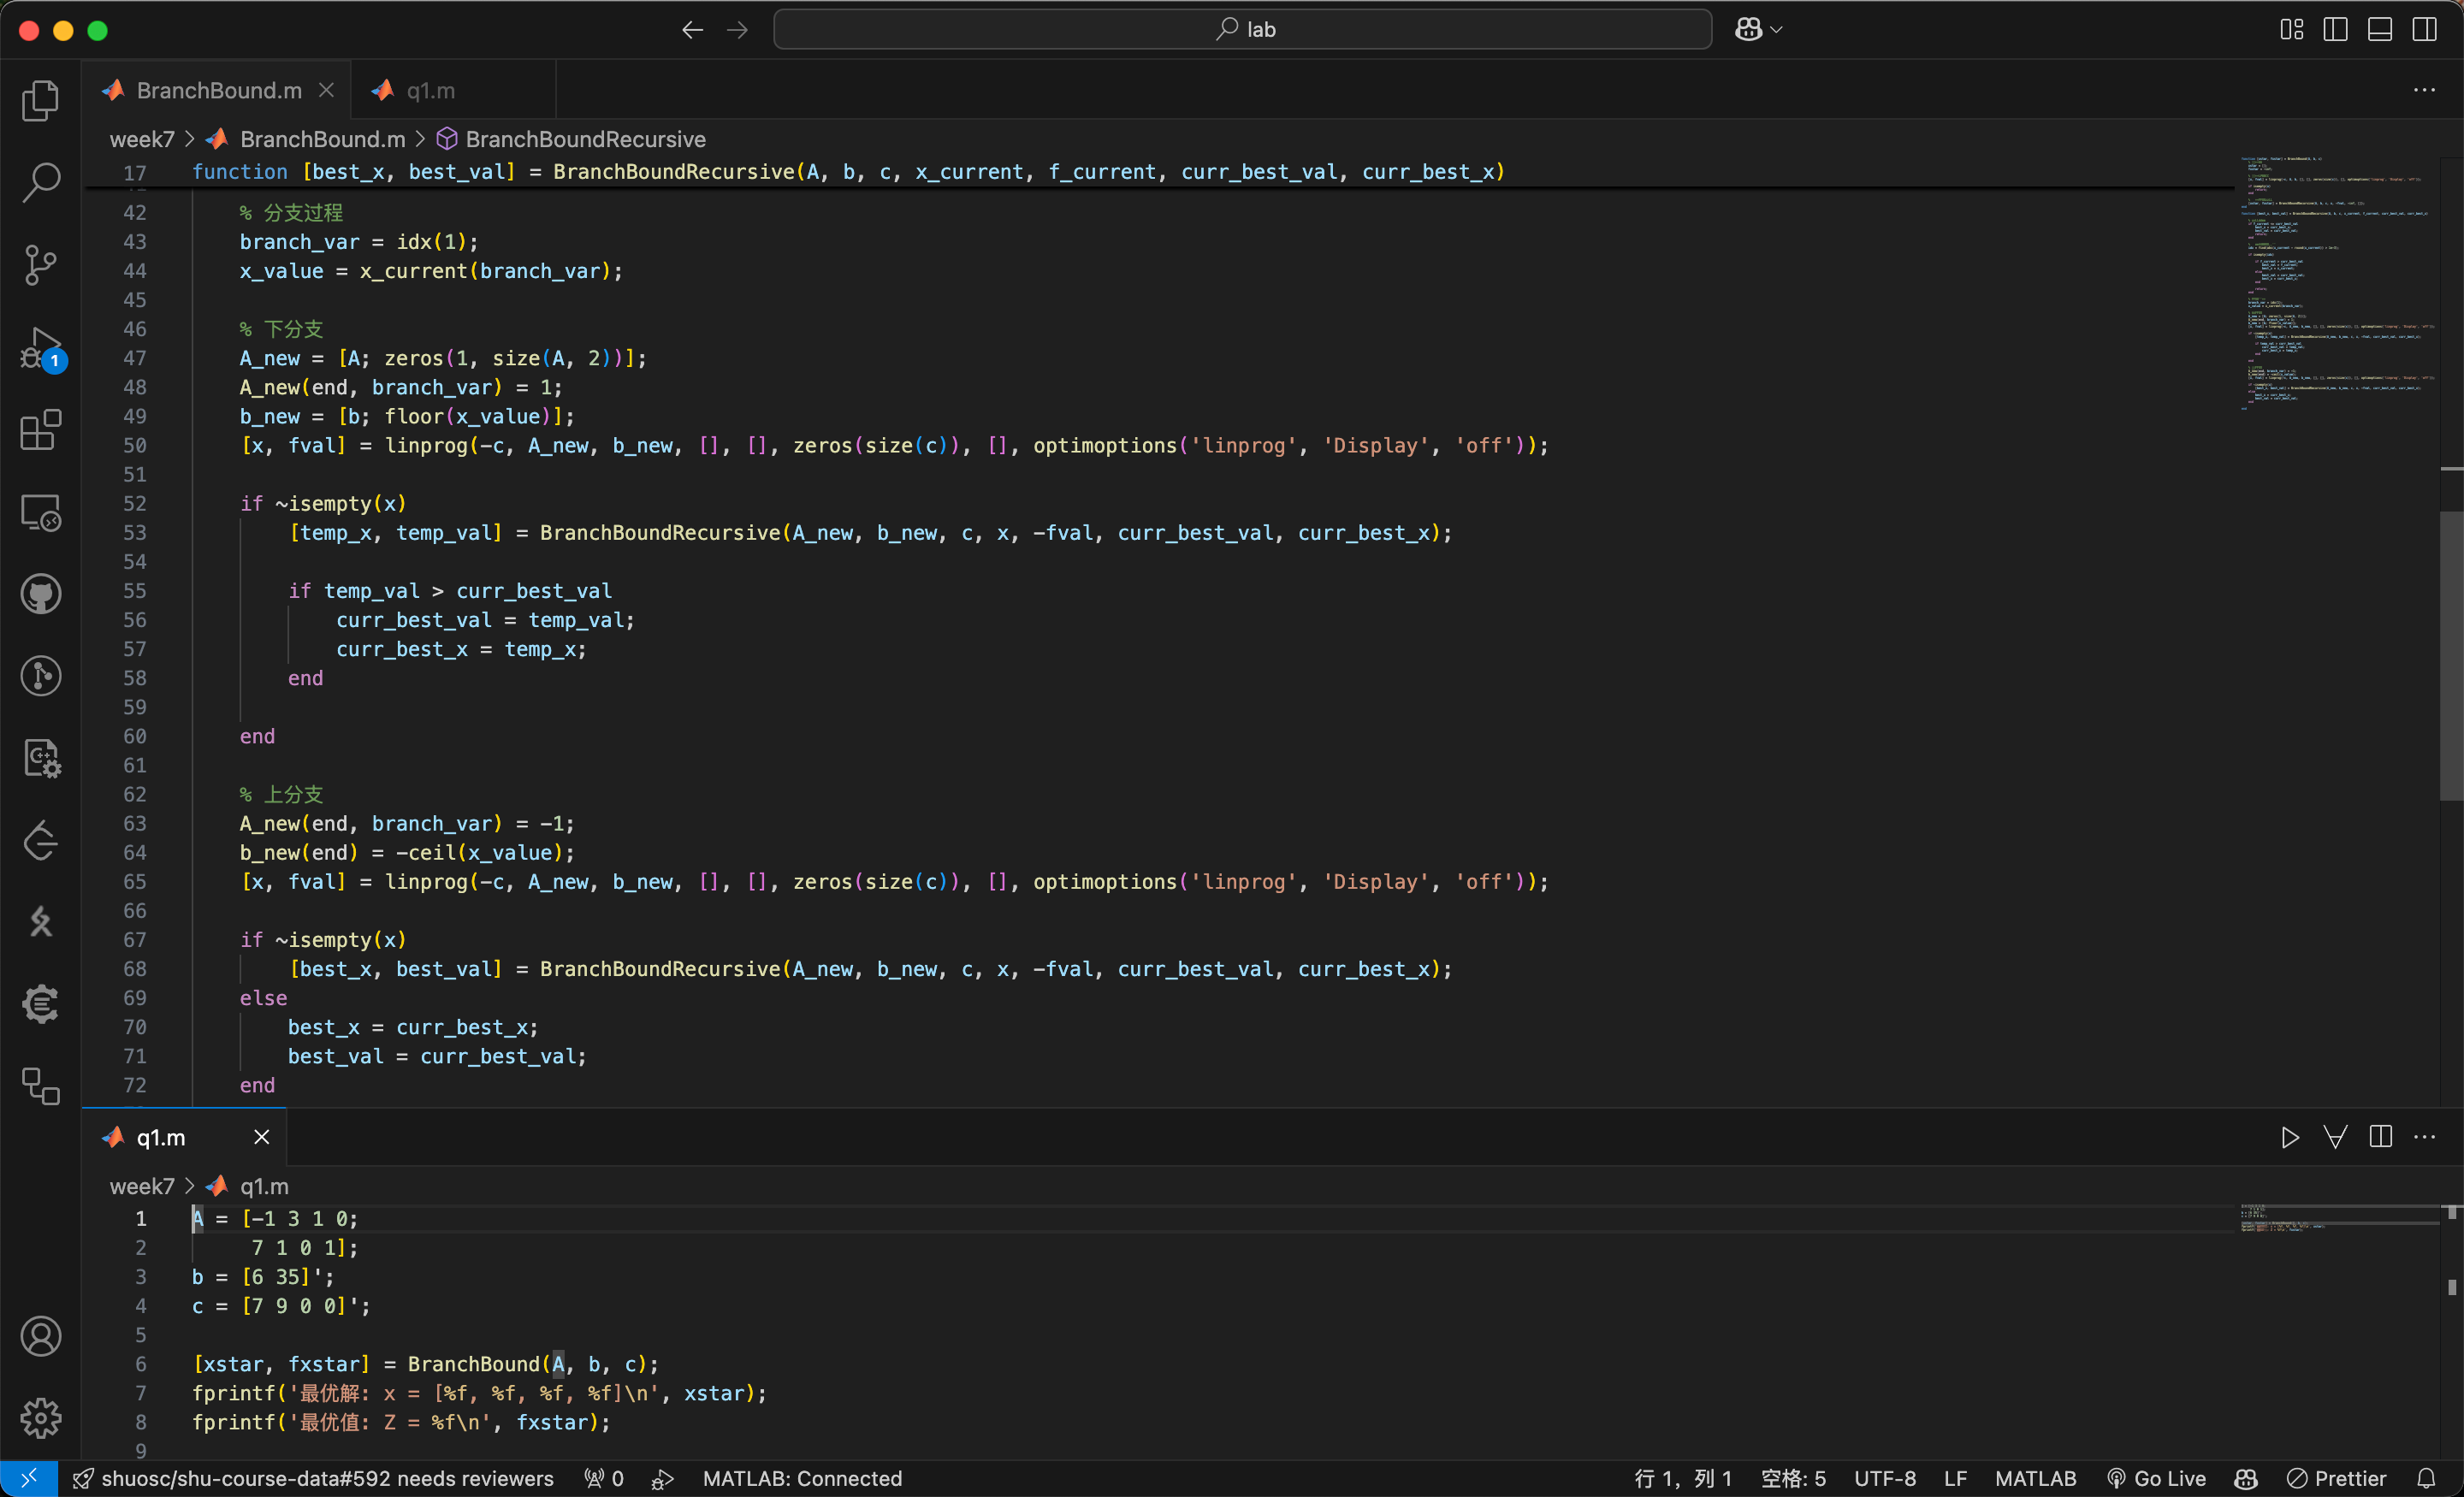 lab
BranchBound.m
q1.m
week7 > BranchBound.m > BranchBoundRecursive
17 function [best_x, best_val] = BranchBoundRecursive(A, b, c, x_current, f_current, curr_best_val, curr_best_x)
42 % 分支过程
43 branch_var = idx(1);
44 x_value = x_current(branch_var);
45
46 % 下分支
47 A_new = [A; zeros(1, size(A, 2))];
48 A_new(end, branch_var) = 1;
49 b_new = [b; floor(x_value)];
50 [x, fval] = linprog(-c, A_new, b_new, [], [], zeros(size(c)), [], optimoptions('linprog', 'Display', 'off'));
51
52 if ~isempty(x)
53 [temp_x, temp_val] = BranchBoundRecursive(A_new, b_new, c, x, -fval, curr_best_val, curr_best_x);
54
55 if temp_val > curr_best_val
56 curr_best_val = temp_val;
57 curr_best_x = temp_x;
58 end
59
60 end
61
62 % 上分支
63 A_new(end, branch_var) = -1;
64 b_new(end) = -ceil(x_value);
65 [x, fval] = linprog(-c, A_new, b_new, [], [], zeros(size(c)), [], optimoptions('linprog', 'Display', 'off'));
66
67 if ~isempty(x)
68 [best_x, best_val] = BranchBoundRecursive(A_new, b_new, c, x, -fval, curr_best_val, curr_best_x);
69 else
70 best_x = curr_best_x;
71 best_val = curr_best_val;
72 end
1
q1.m
week7 > q1.m
1 A = [-1 3 1 0;
2 7 1 0 1];
3 b = [6 35]';
4 c = [7 9 0 0]';
5
6 [xstar, fxstar] = BranchBound(A, b, c);
7 fprintf('最优解: x = [%f, %f, %f, %f]\n', xstar);
8 fprintf('最优值: Z = %f\n', fxstar);
9
shuosc/shu-course-data#592 needs reviewers 0 MATLAB: Connected 行 1, 列 1 空格: 5 UTF-8 LF MATLAB Go Live Prettier